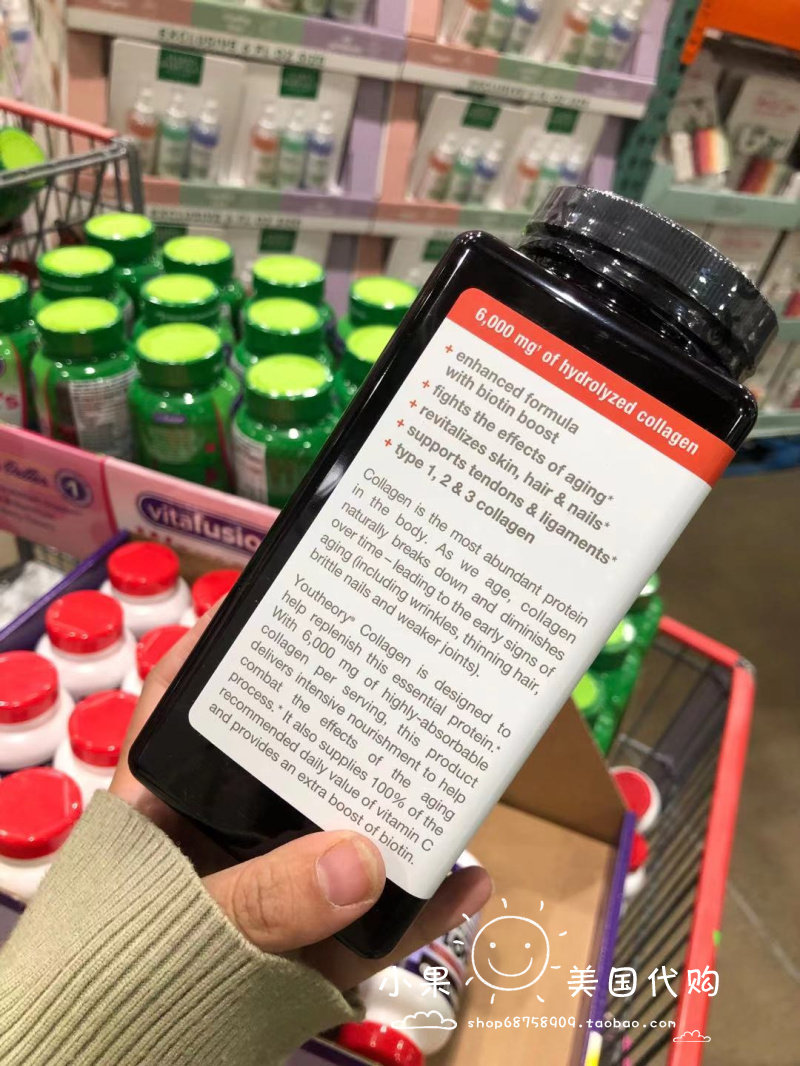 EXCLUSIVE 4 FL OZ DUO
6,000 mg† of hydrolyzed collagen
+ enhanced formula
with biotin boost
+ fights the effects of aging*
+ revitalizes skin, hair & nails*
+ supports tendons & ligaments*
+ type 1, 2 & 3 collagen
Collagen is the most abundant protein
in the body. As we age, collagen
naturally breaks down and diminishes
over time – leading to the early signs of
aging (including wrinkles, thinning hair,
brittle nails and weaker joints).
Youtheory® Collagen is designed to
help replenish this essential protein.*
With 6,000 mg of highly-absorbable
collagen per serving, this product
delivers intensive nourishment to help
combat the effects of the aging
process.* It also supplies 100% of the
recommended daily value of vitamin C
and provides an extra boost of biotin.
vitafusion
小果 美国代购
shop68758909.taobao.com